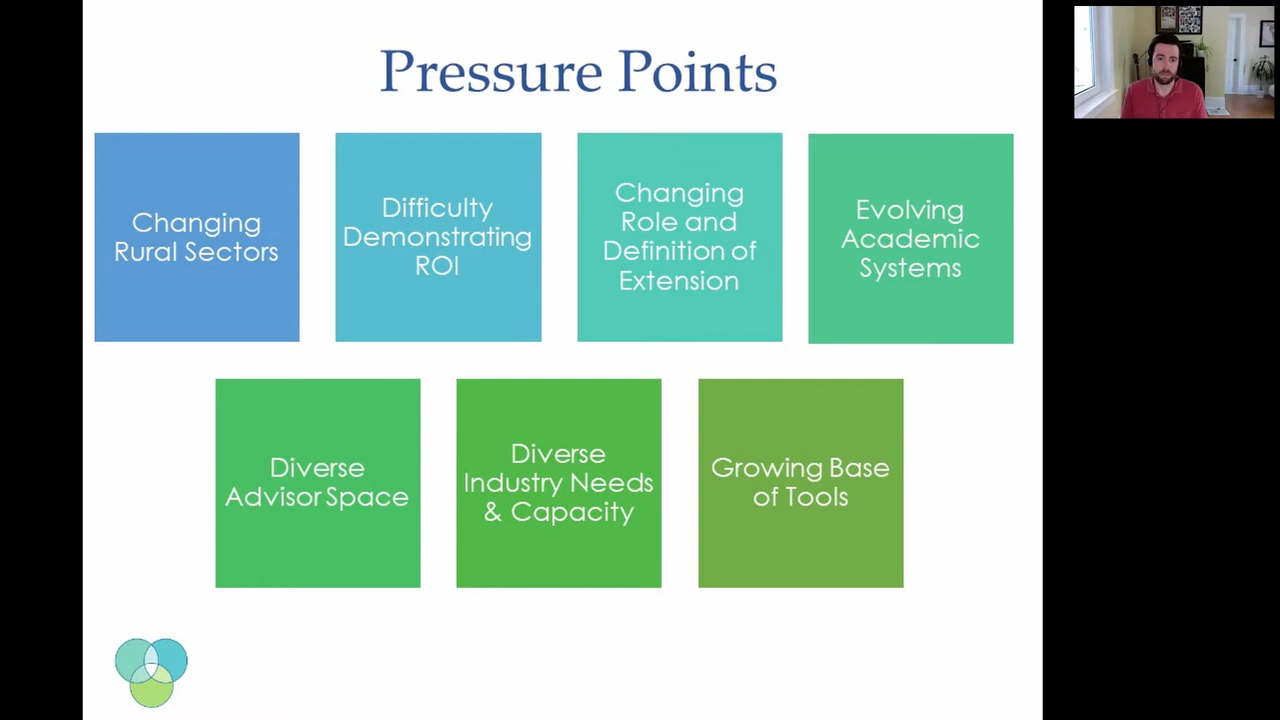 Pressure Points
Changing
Rural Sectors
Difficulty
Demonstrating
ROI
Changing
Role and
Definition of
Extension
Evolving
Academic
Systems
Diverse
Advisor Space
Diverse
Industry Needs
& Capacity
Growing Base
of Tools